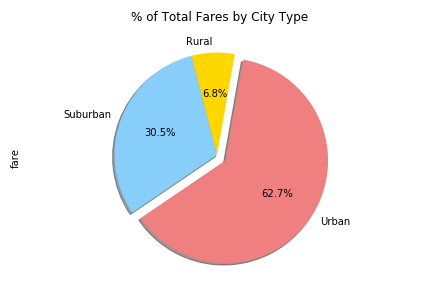 % of Total Fares by City Type
Rural
6.8%
Suburban
30.5%
fare
62.7%
Urban